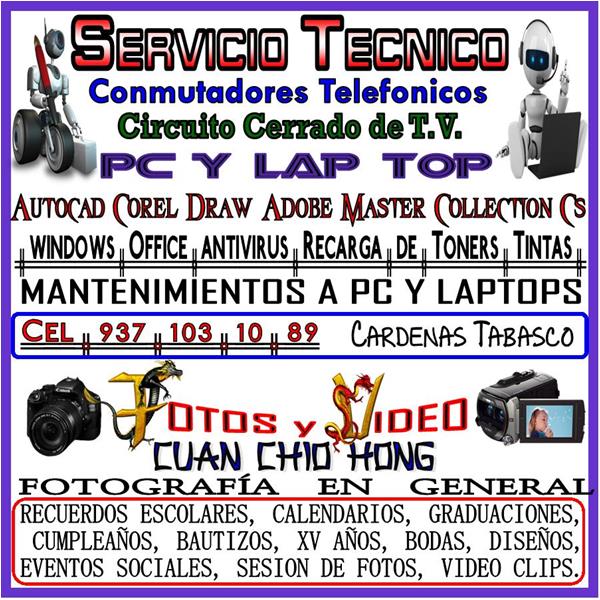 SERVICIO TECNICO
Conmutadores Telefonicos
Circuito Cerrado de T.V.
PC Y LAP TOP
AUTOCAD COREL DRAW ADOBE MASTER COLLECTION CS
WINDOWS OFFICE ANTIVIRUS RECARGA DE TONERS TINTAS
MANTENIMIENTOS A PC Y LAPTOPS
CEL 937 103 10 89 CARDENAS TABASCO
FOTOS Y VIDEO
CUAN CHIO HONG
FOTOGRAFÍA EN GENERAL
RECUERDOS ESCOLARES, CALENDARIOS, GRADUACIONES,
CUMPLEAÑOS, BAUTIZOS, XV AÑOS, BODAS, DISEÑOS,
EVENTOS SOCIALES, SESION DE FOTOS, VIDEO CLIPS.